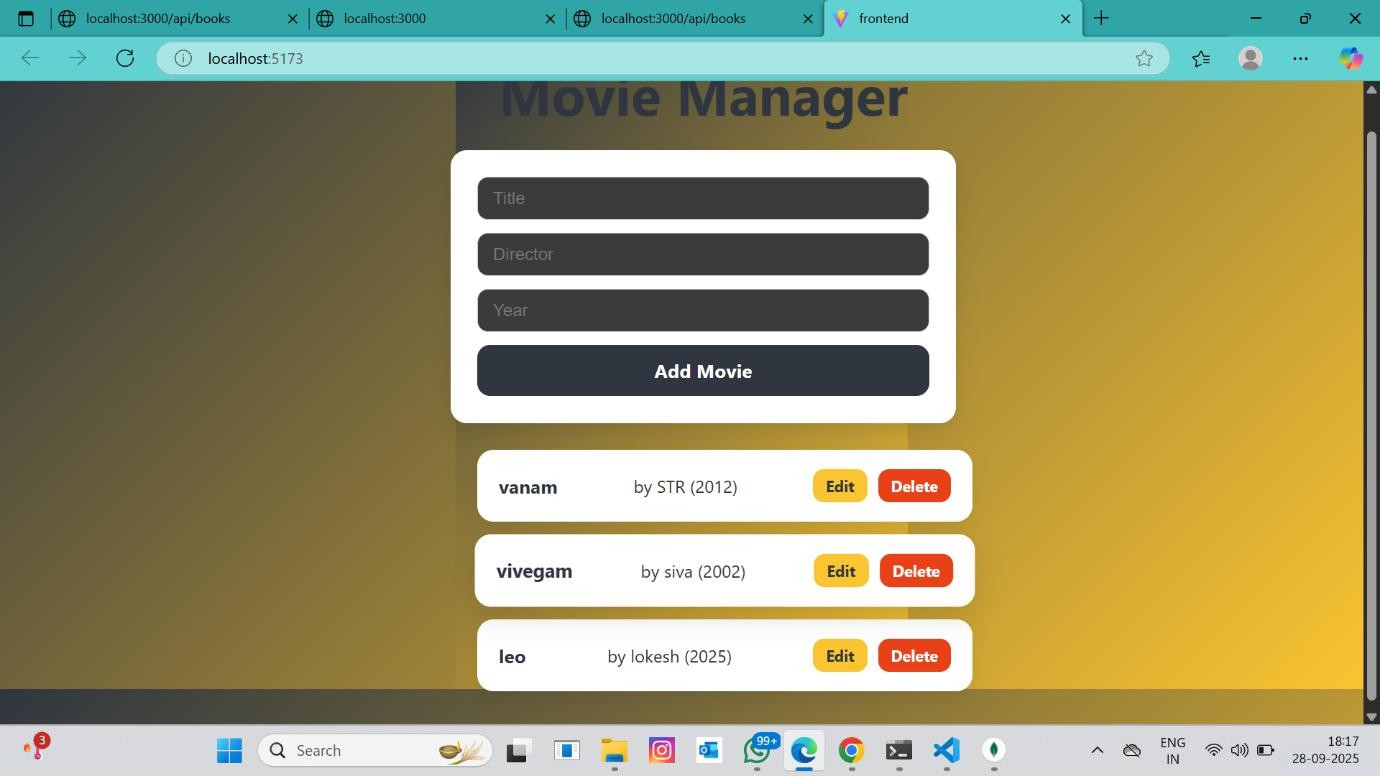 localhost:3000/api/books
localhost:3000
localhost:3000/api/books
frontend
localhost:5173
Movie Manager
Title
Director
Year
Add Movie
vanam by STR (2012) Edit Delete
vivegam by siva (2002) Edit Delete
leo by lokesh (2025) Edit Delete
3
Search
99+
ENG
IN
18:17
28-09-2025